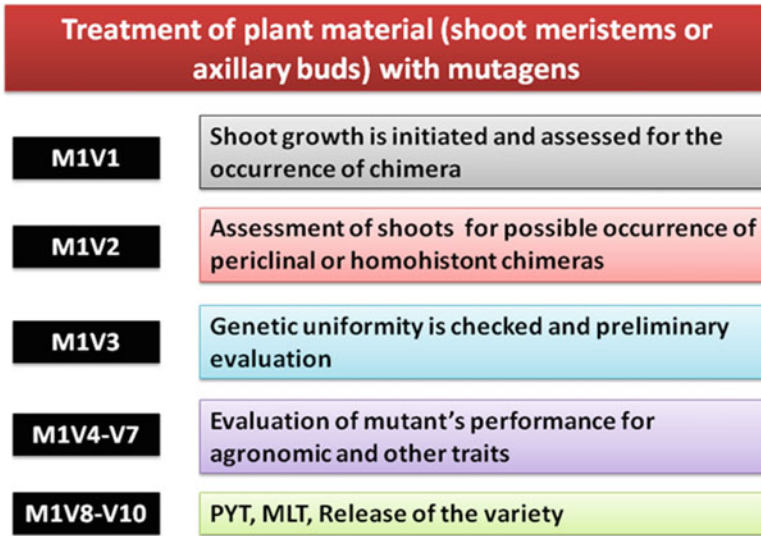 Treatment of plant material (shoot meristems or
axillary buds) with mutagens
M1V1
Shoot growth is initiated and assessed for the
occurrence of chimera
M1V2
Assessment of shoots for possible occurrence of
periclinal or homohistont chimeras
M1V3
Genetic uniformity is checked and preliminary
evaluation
M1V4-V7
Evaluation of mutant's performance for
agronomic and other traits
M1V8-V10
PYT, MLT, Release of the variety